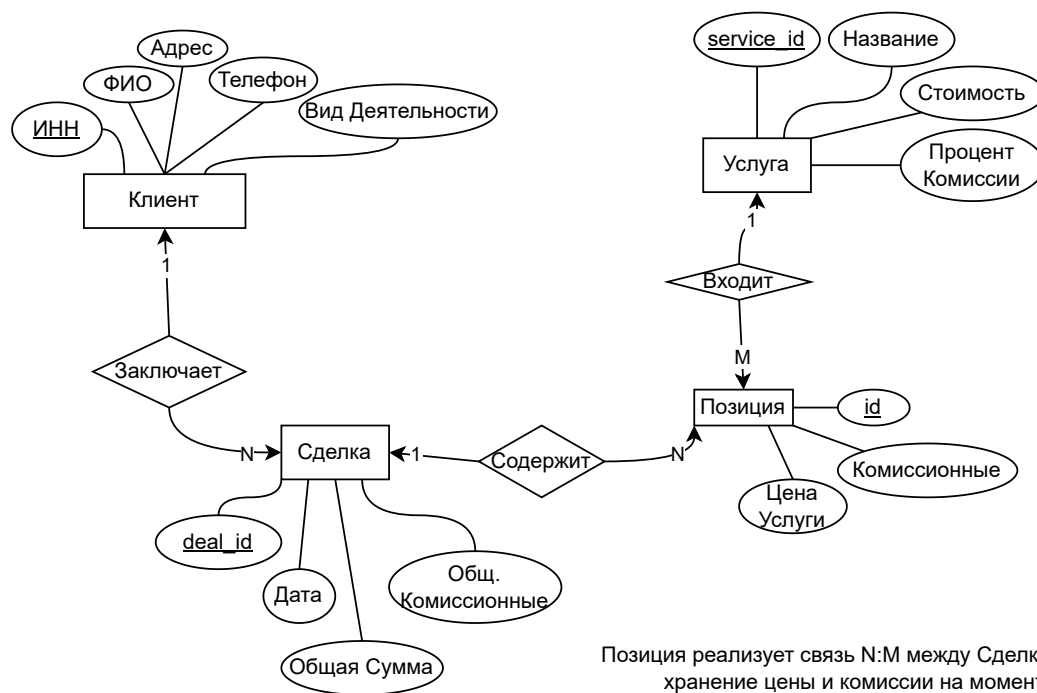 Адрес
ФИО
Телефон
ИНН
Вид Деятельности
Клиент
1
Заключает
N
Сделка
deal_id
Дата
Общая Сумма
Общ.
Комиссионные
1
Содержит
N
service_id
Название
Стоимость
Процент
Комиссии
Услуга
1
Входит
M
Позиция
id
Комиссионные
Цена
Услуги
Позиция реализует связь N:M между Сделк
хранение цены и комиссии на момент